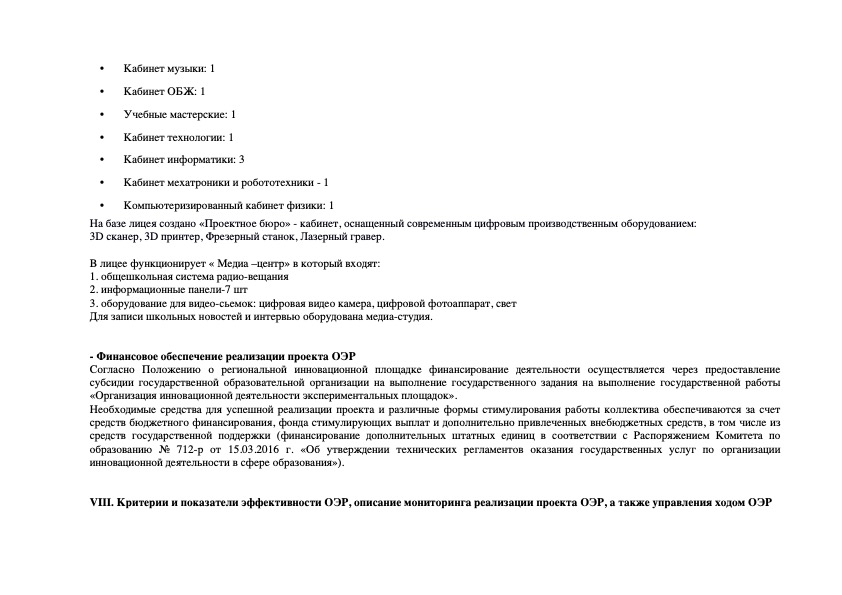 • Кабинет музыки: 1
• Кабинет ОБЖ: 1
• Учебные мастерские: 1
• Кабинет технологии: 1
• Кабинет информатики: 3
• Кабинет мехатроники и робототехники - 1
• Компьютеризированный кабинет физики: 1
На базе лицея создано «Проектное бюро» - кабинет, оснащенный современным цифровым производственным оборудованием:
3D сканер, 3D принтер, Фрезерный станок, Лазерный гравер.
В лицее функционирует « Медиа –центр» в который входят:
1. общешкольная система радио-вещания
2. информационные панели-7 шт
3. оборудование для видео-сьемок: цифровая видео камера, цифровой фотоаппарат, свет
Для записи школьных новостей и интервью оборудована медиа-студия.
- Финансовое обеспечение реализации проекта ОЭР
Согласно Положению о региональной инновационной площадке финансирование деятельности осуществляется через предоставление
субсидии государственной образовательной организации на выполнение государственного задания на выполнение государственной работы
«Организация инновационной деятельности экспериментальных площадок».
Необходимые средства для успешной реализации проекта и различные формы стимулирования работы коллектива обеспечиваются за счет
средств бюджетного финансирования, фонда стимулирующих выплат и дополнительно привлеченных внебюджетных средств, в том числе из
средств государственной поддержки (финансирование дополнительных штатных единиц в соответствии с Распоряжением Комитета по
образованию № 712-р от 15.03.2016 г. «Об утверждении технических регламентов оказания государственных услуг по организации
инновационной деятельности в сфере образования»).
VIII. Критерии и показатели эффективности ОЭР, описание мониторинга реализации проекта ОЭР, а также управления ходом ОЭР